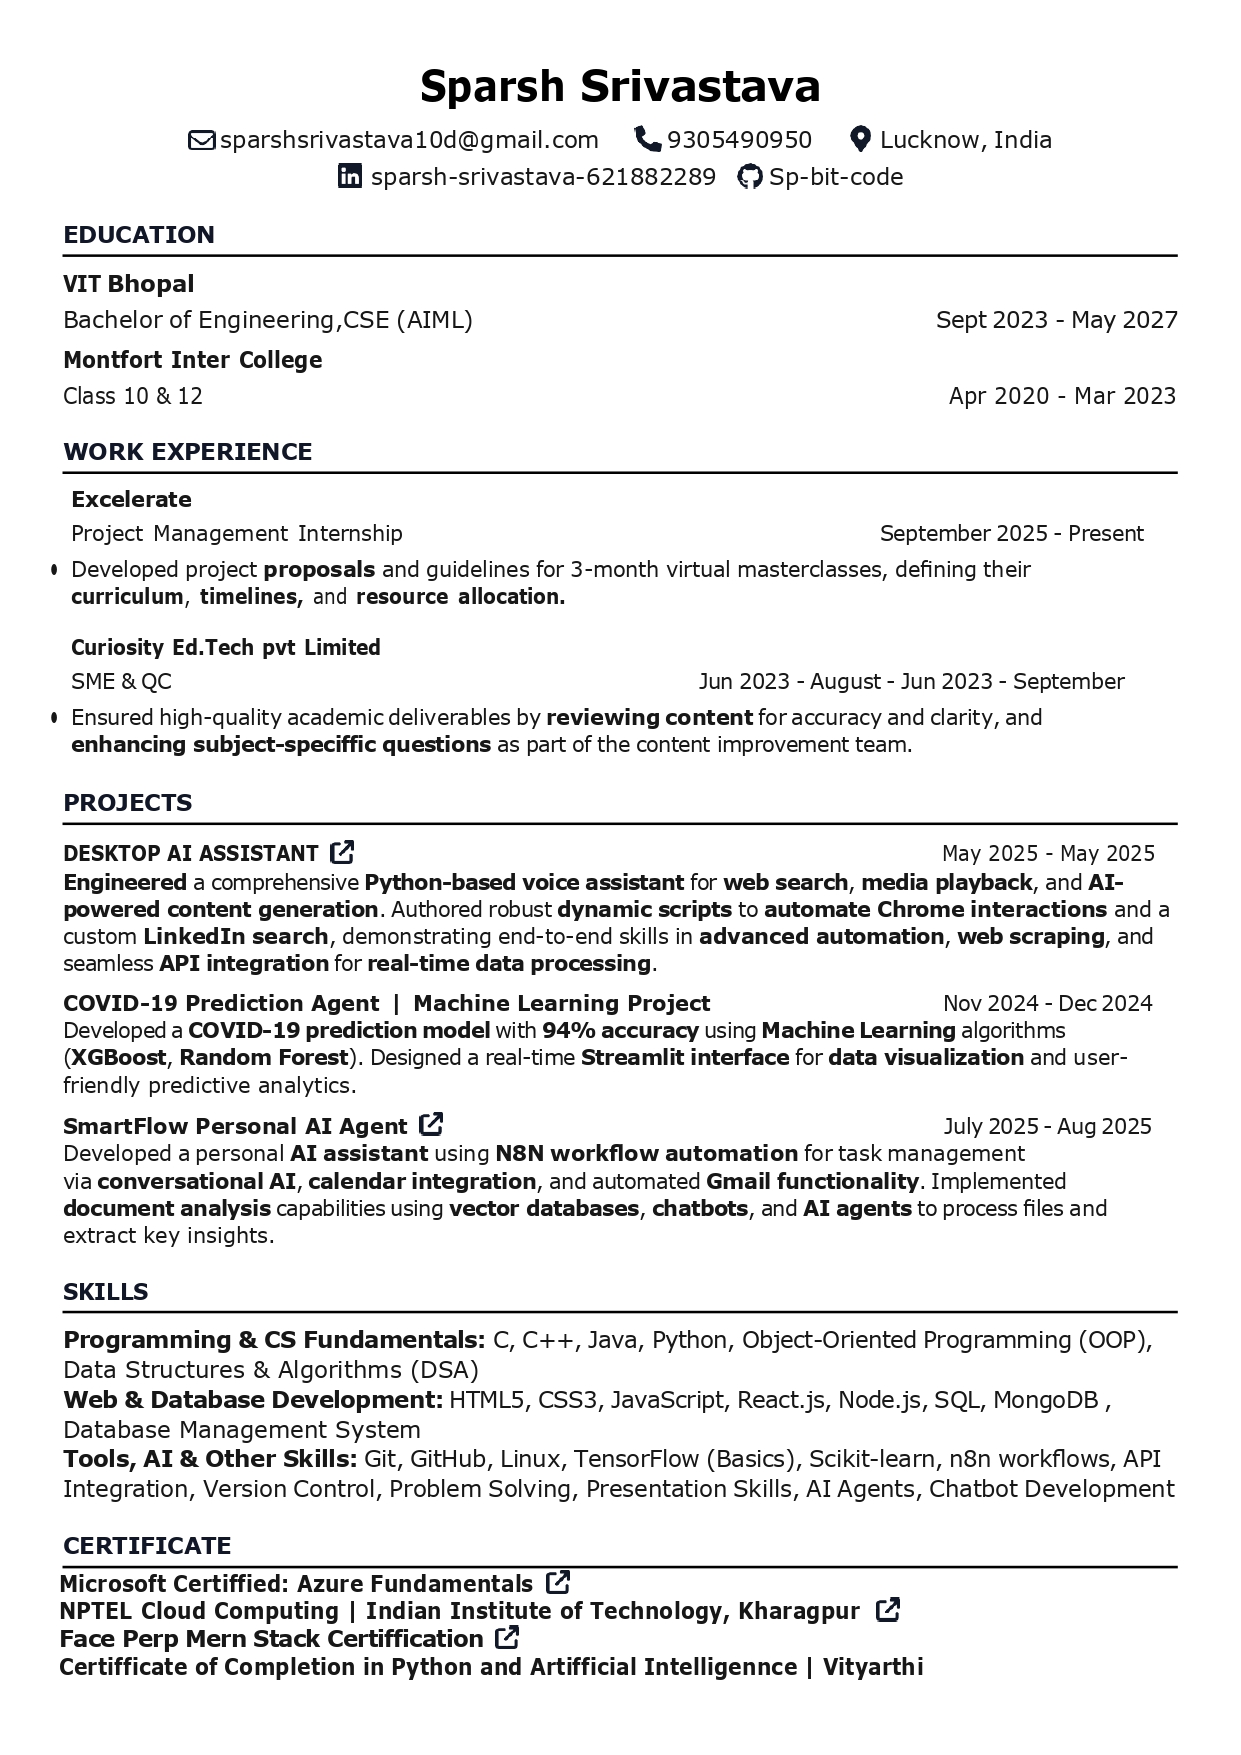 Sparsh Srivastava
sparshsrivastava10d@gmail.com 9305490950 Lucknow, India
sparsh-srivastava-621882289 Sp-bit-code
EDUCATION
VIT Bhopal
Bachelor of Engineering,CSE (AIML) Sept 2023 - May 2027
Montfort Inter College
Class 10 & 12 Apr 2020 - Mar 2023
WORK EXPERIENCE
Excelerate
Project Management Internship September 2025 - Present
Developed project proposals and guidelines for 3-month virtual masterclasses, defining their
curriculum, timelines, and resource allocation.
Curiosity Ed.Tech pvt Limited
SME & QC Jun 2023 - August - Jun 2023 - September
Ensured high-quality academic deliverables by reviewing content for accuracy and clarity, and
enhancing subject-speciffic questions as part of the content improvement team.
PROJECTS
DESKTOP AI ASSISTANT May 2025 - May 2025
Engineered a comprehensive Python-based voice assistant for web search, media playback, and AI-
powered content generation. Authored robust dynamic scripts to automate Chrome interactions and a
custom LinkedIn search, demonstrating end-to-end skills in advanced automation, web scraping, and
seamless API integration for real-time data processing.
COVID-19 Prediction Agent | Machine Learning Project Nov 2024 - Dec 2024
Developed a COVID-19 prediction model with 94% accuracy using Machine Learning algorithms
(XGBoost, Random Forest). Designed a real-time Streamlit interface for data visualization and user-
friendly predictive analytics.
SmartFlow Personal AI Agent July 2025 - Aug 2025
Developed a personal AI assistant using N8N workflow automation for task management
via conversational AI, calendar integration, and automated Gmail functionality. Implemented
document analysis capabilities using vector databases, chatbots, and AI agents to process files and
extract key insights.
SKILLS
Programming & CS Fundamentals: C, C++, Java, Python, Object-Oriented Programming (OOP),
Data Structures & Algorithms (DSA)
Web & Database Development: HTML5, CSS3, JavaScript, React.js, Node.js, SQL, MongoDB ,
Database Management System
Tools, AI & Other Skills: Git, GitHub, Linux, TensorFlow (Basics), Scikit-learn, n8n workflows, API
Integration, Version Control, Problem Solving, Presentation Skills, AI Agents, Chatbot Development
CERTIFICATE
Microsoft Certiffied: Azure Fundamentals
NPTEL Cloud Computing | Indian Institute of Technology, Kharagpur
Face Perp Mern Stack Certiffication
Certifficate of Completion in Python and Artifficial Intelligennce | Vityarthi